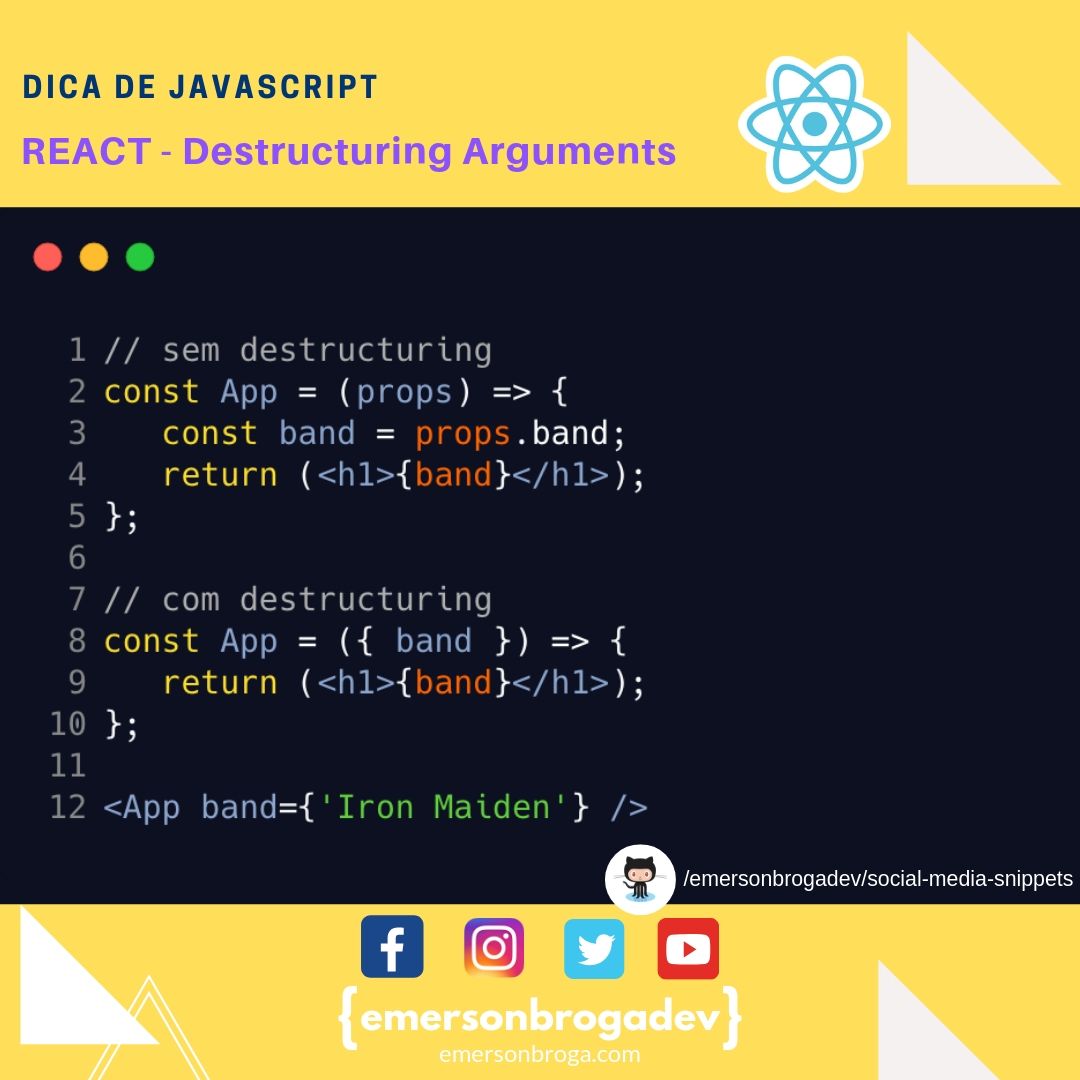 DICA DE JAVASCRIPT
REACT - Destructuring Arguments
1 // sem destructuring
2 const App = (props) => {
3    const band = props.band;
4    return (<h1>{band}</h1>);
5 };
6
7 // com destructuring
8 const App = ({ band }) => {
9    return (<h1>{band}</h1>);
10 };
11
12 <App band={'Iron Maiden'} />
/emersonbrogadev/social-media-snippets
{emersonbrogadev}
emersonbroga.com